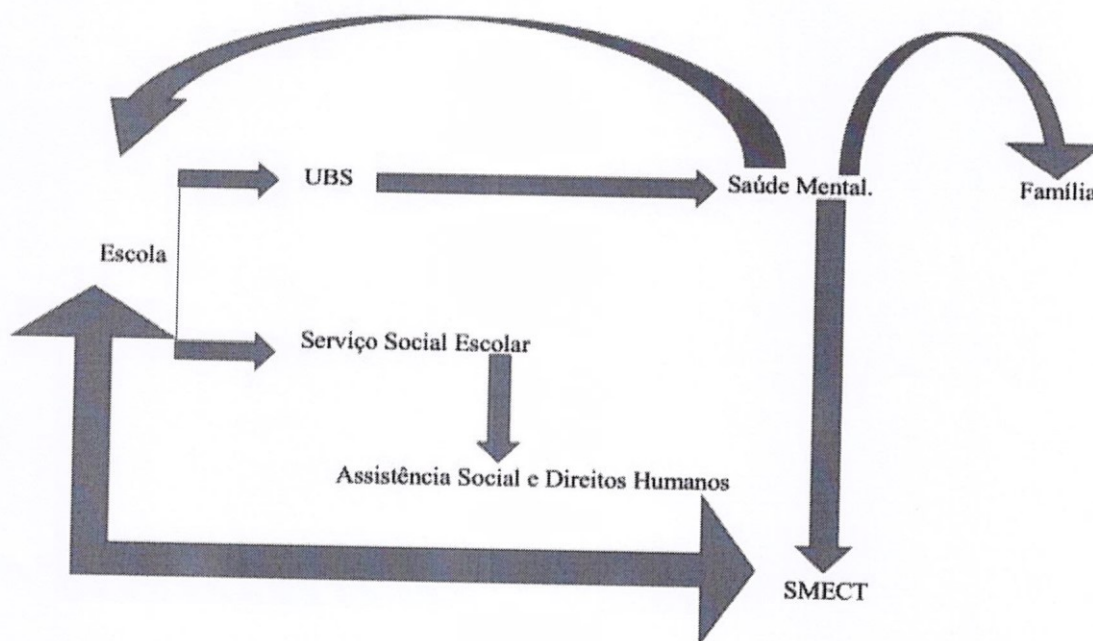 UBS
Saúde Mental.
Família
Escola
Serviço Social Escolar
Assistência Social e Direitos Humanos
SMECT